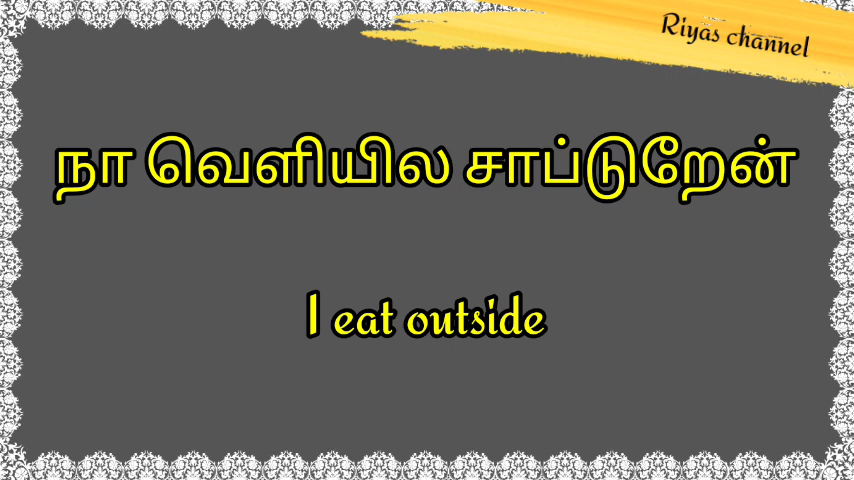 Riyas channel
நா வெளியில சாப்டுறேன்
I eat outside